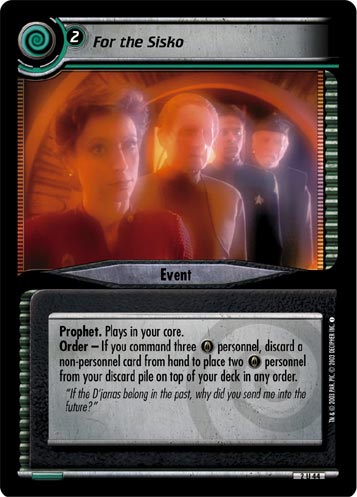 2 For the Sisko
Event
Prophet. Plays in your core.
Order – If you command three personnel, discard a
non-personnel card from hand to place two personnel
from your discard pile on top of your deck in any order.
"If the D'jarras belong in the past, why did you send me into the
future?"
TM & © 2003 PAR. PIC. © 2003 DECIPHER INC.
2 U 44